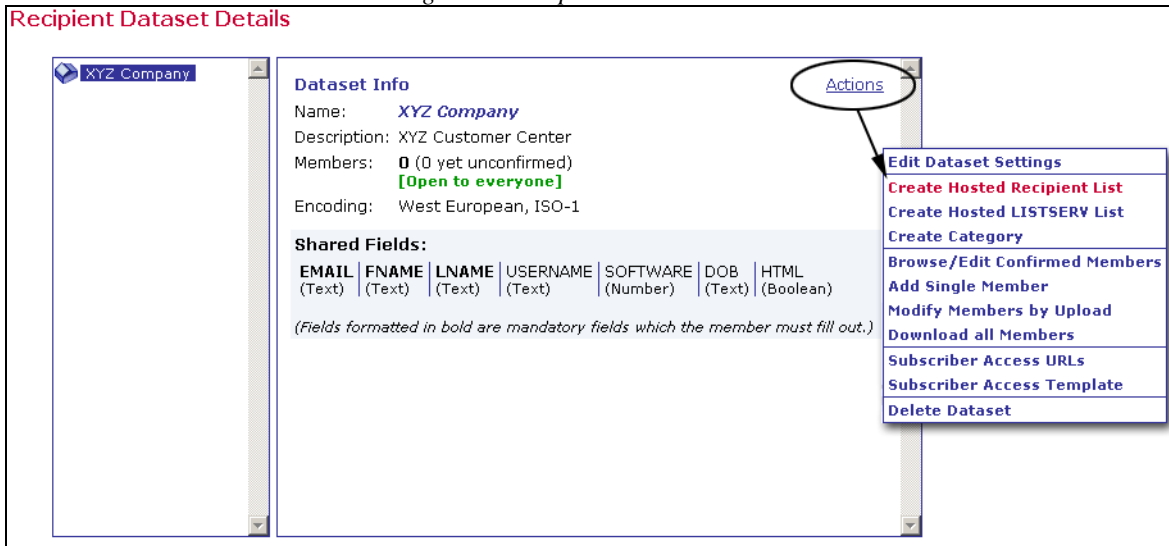 Recipient Dataset Details
XYZ Company
Dataset Info
Actions
Name: XYZ Company
Description: XYZ Customer Center
Members: 0 (0 yet unconfirmed)
[Open to everyone]
Encoding: West European, ISO-1
Shared Fields:
EMAIL FNAME LNAME USERNAME SOFTWARE DOB HTML
(Text) (Text) (Text) (Text) (Number) (Text) (Boolean)
(Fields formatted in bold are mandatory fields which the member must fill out.)
Edit Dataset Settings
Create Hosted Recipient List
Create Hosted LISTSERV List
Create Category
Browse/Edit Confirmed Members
Add Single Member
Modify Members by Upload
Download all Members
Subscriber Access URLs
Subscriber Access Template
Delete Dataset